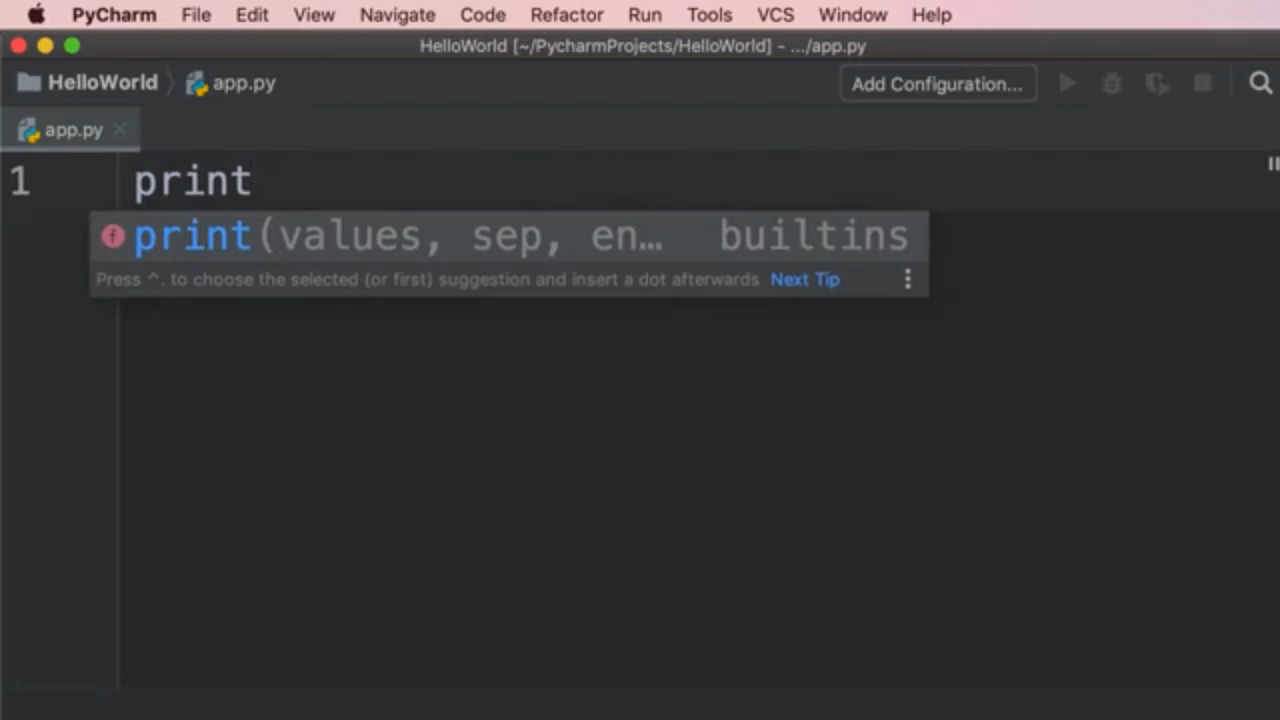 PyCharm File Edit View Navigate Code Refactor Run Tools VCS Window Help
HelloWorld [~/PycharmProjects/HelloWorld] - .../app.py
HelloWorld app.py Add Configuration...
app.py
1 print
f print(values, sep, en… builtins
Press ^. to choose the selected (or first) suggestion and insert a dot afterwards Next Tip